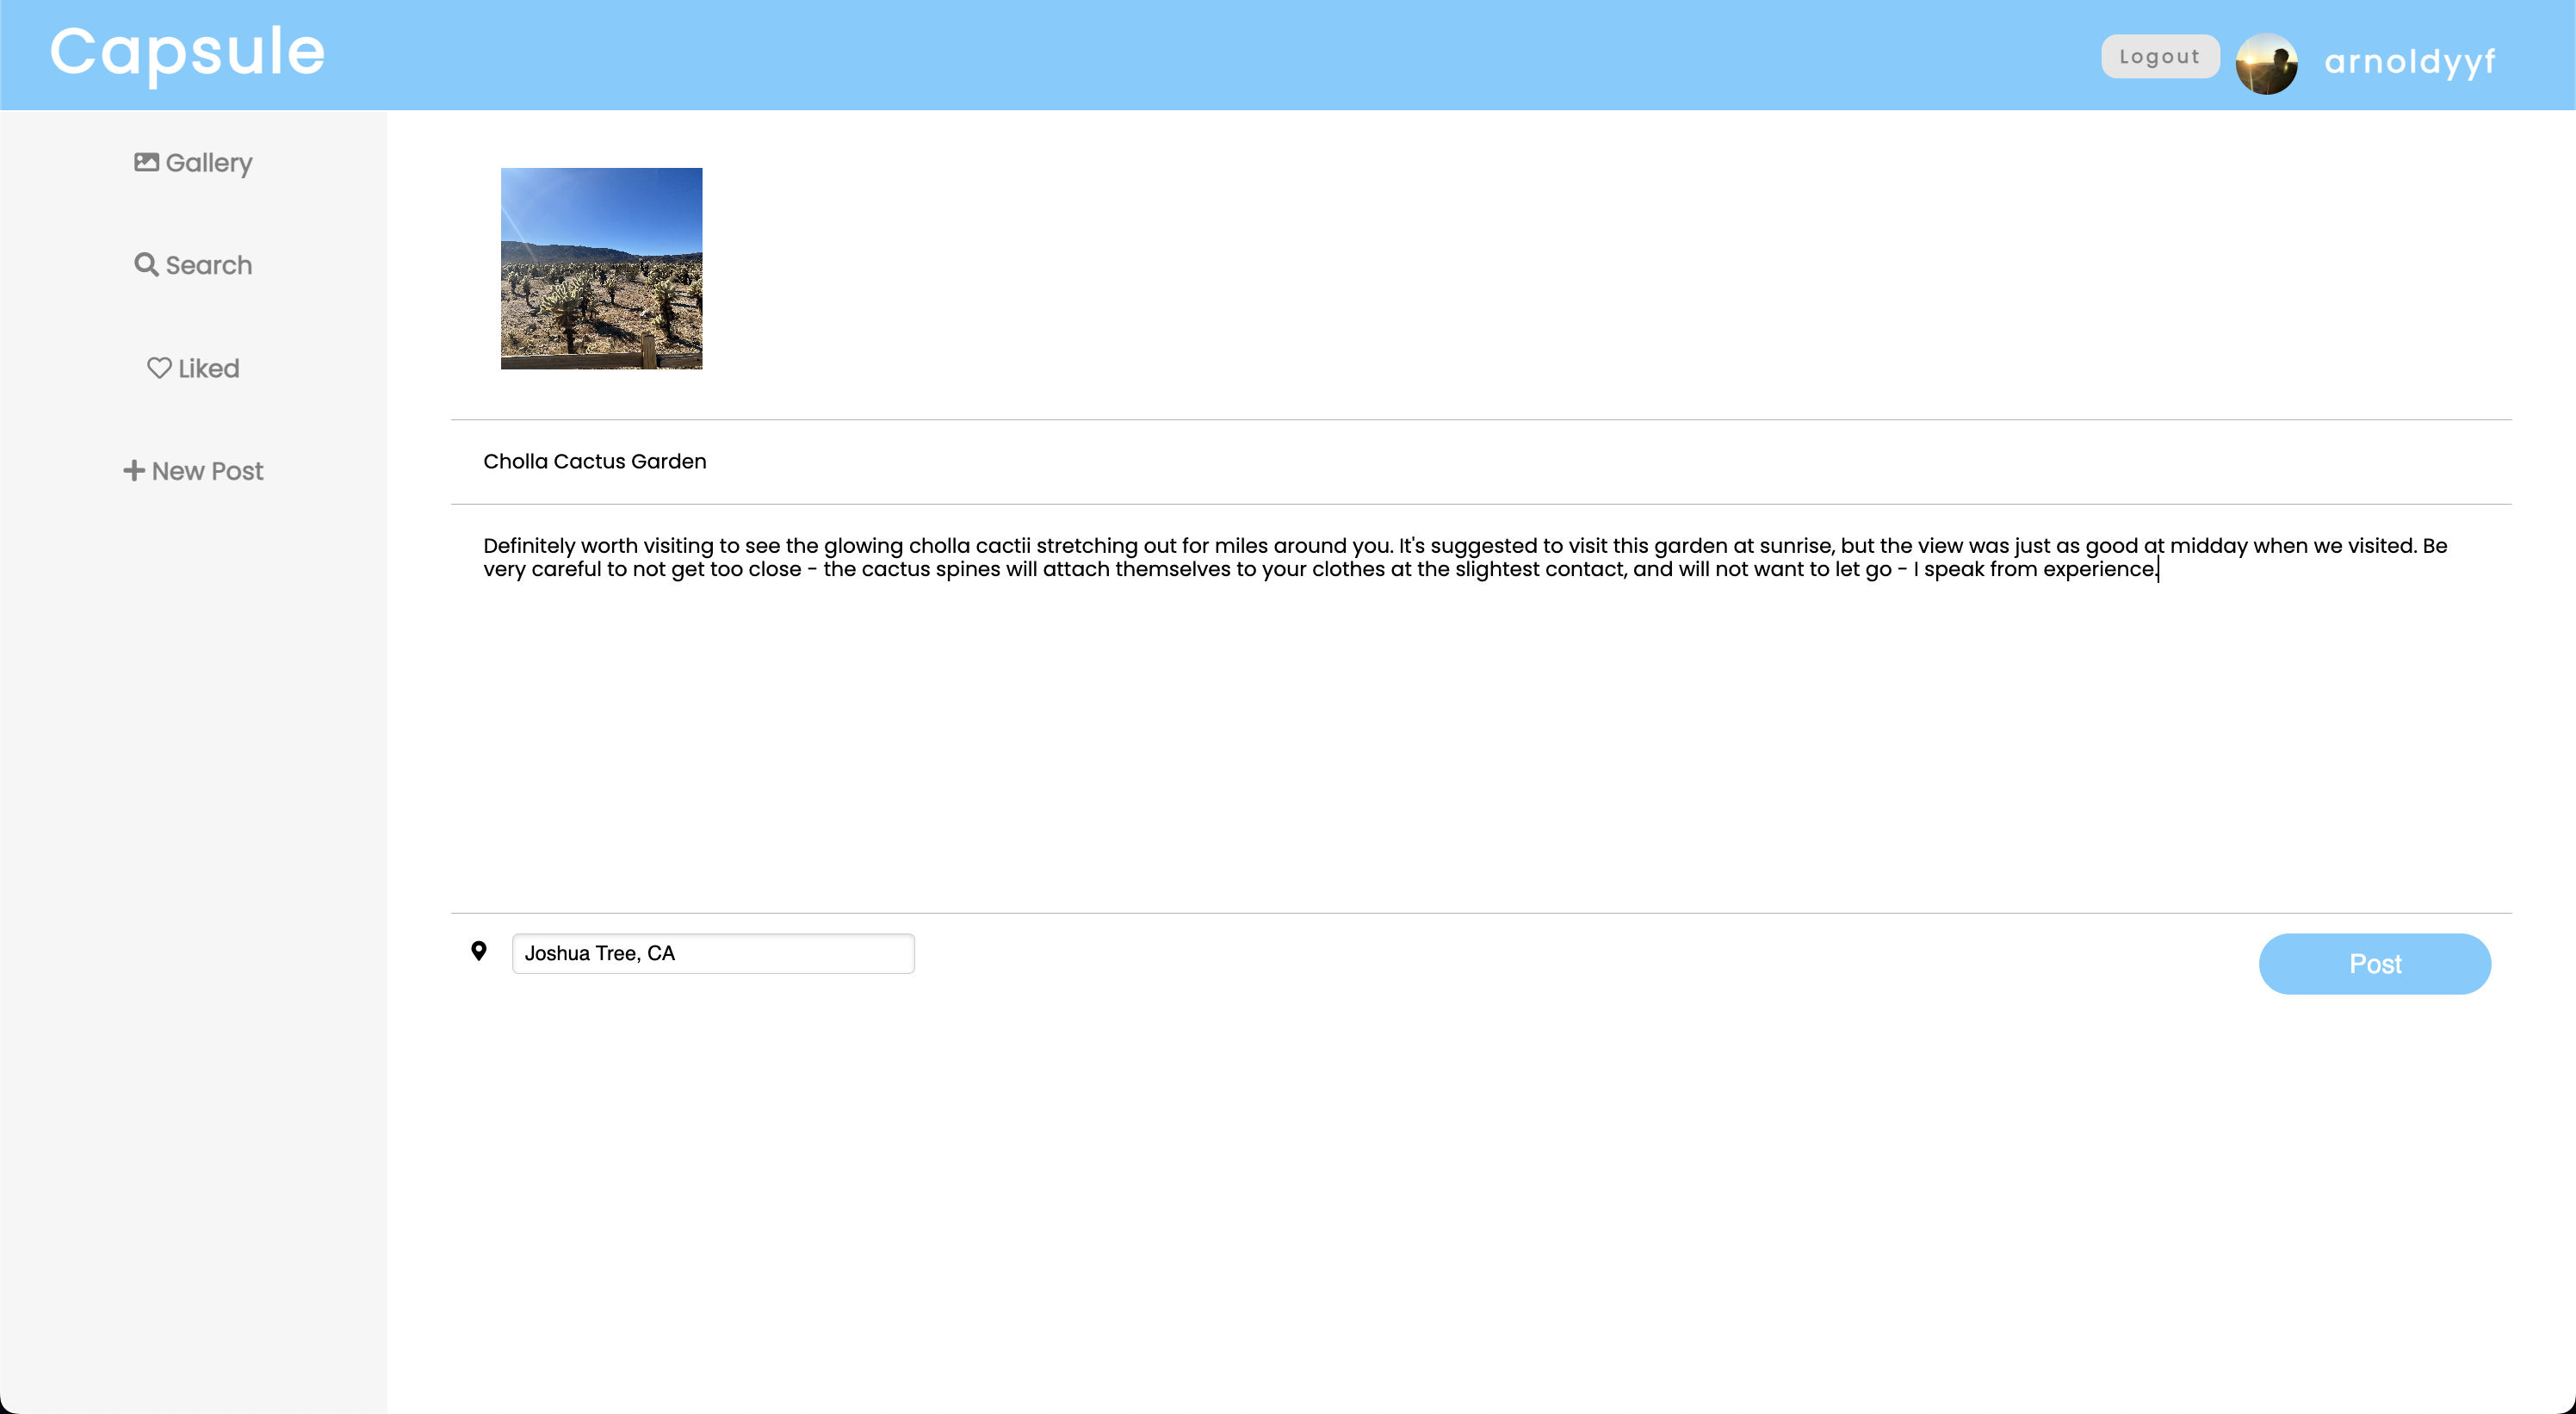 Capsule
Logout
arnoldyyf
Gallery
Search
Liked
New Post
Cholla Cactus Garden
Definitely worth visiting to see the glowing cholla cactii stretching out for miles around you. It's suggested to visit this garden at sunrise, but the view was just as good at midday when we visited. Be
very careful to not get too close - the cactus spines will attach themselves to your clothes at the slightest contact, and will not want to let go - I speak from experience.
Joshua Tree, CA
Post